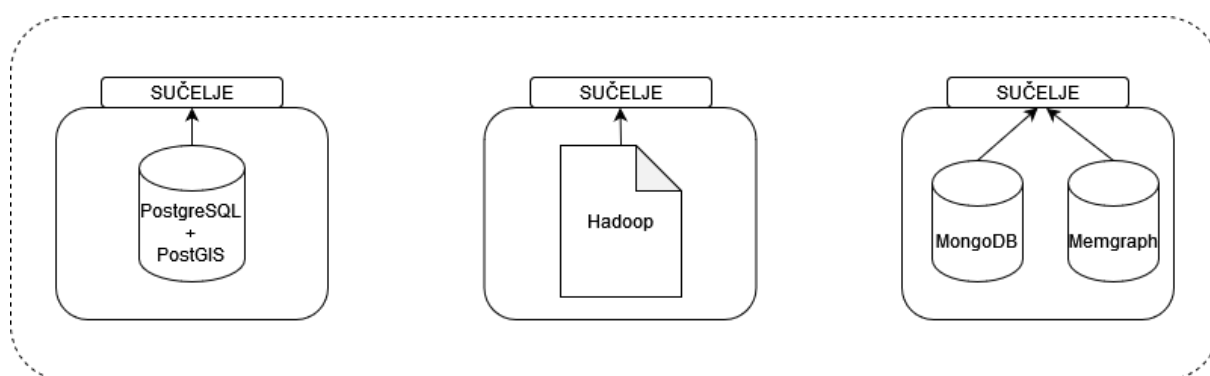 SUČELJE
PostgreSQL
+
PostGIS
SUČELJE
Hadoop
SUČELJE
MongoDB
Memgraph